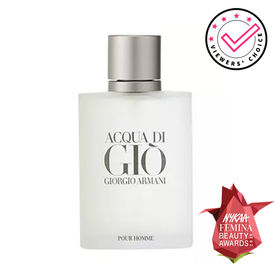 VIEWERS' CHOICE
ACQUA DI
GIÒ
GIORGIO ARMANI
POUR HOMME
NYKAA
FEMINA
BEAUTY
AWARDS